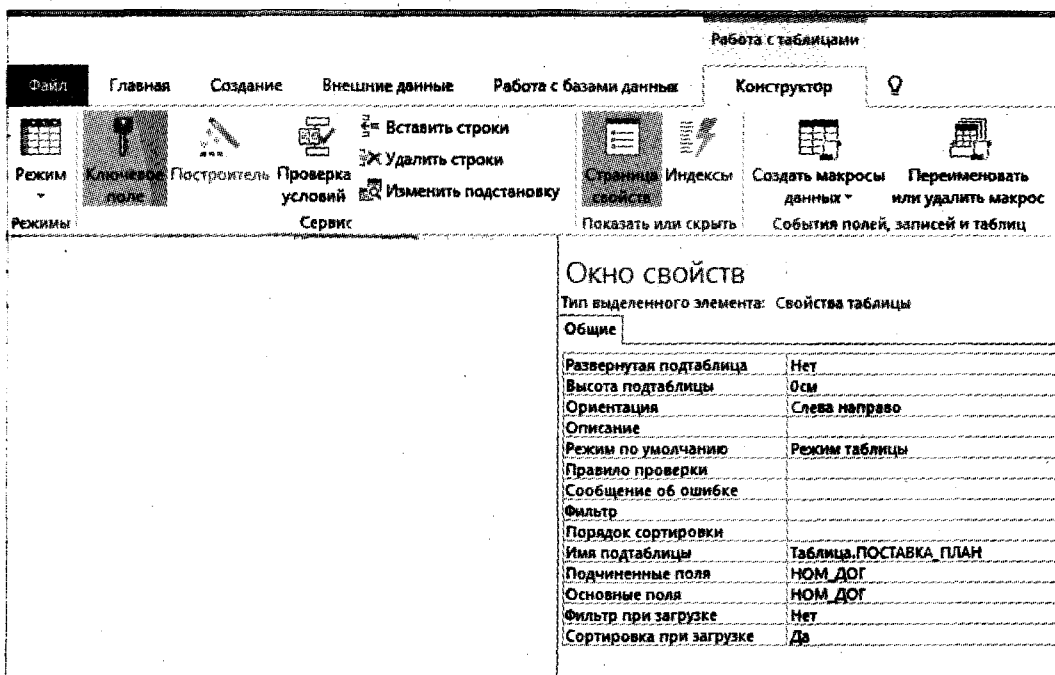 Работа с таблицами
Файл Главная Создание Внешние данные Работа с базами данных Конструктор
Режим
Режимы
Ключевое поле
Построитель
Проверка условий
Вставить строки
Удалить строки
Изменить подстановку
Сервис
Страница свойств
Индексы
Показать или скрыть
Создать макросы данных
Переименовать или удалить макрос
События полей, записей и таблиц
Окно свойств
Тип выделенного элемента: Свойства таблицы
Общие
Развернутая подтаблица Нет
Высота подтаблицы 0см
Ориентация Слева направо
Описание
Режим по умолчанию Режим таблицы
Правило проверки
Сообщение об ошибке
Фильтр
Порядок сортировки
Имя подтаблицы Таблица.ПОСТАВКА_ПЛАН
Подчиненные поля НОМ_ДОГ
Основные поля НОМ_ДОГ
Фильтр при загрузке Нет
Сортировка при загрузке Да